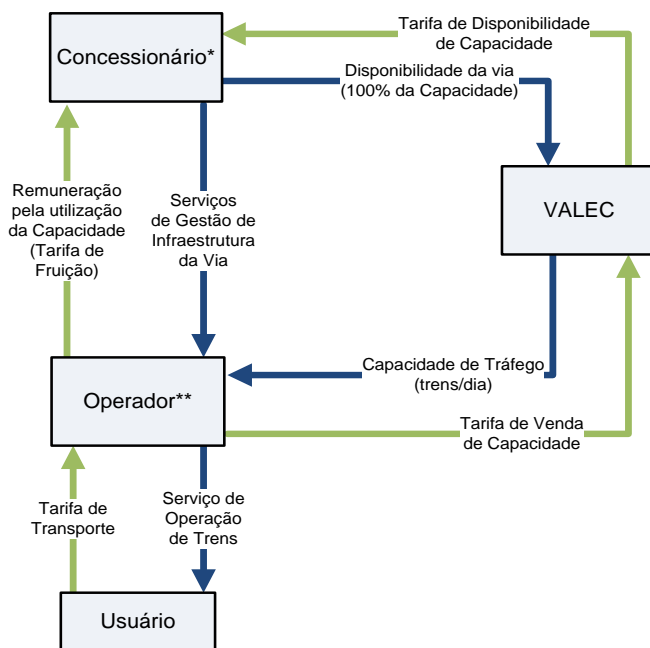 Tarifa de Disponibilidade
de Capacidade
Concessionário*
Disponibilidade da via
(100% da Capacidade)
Remuneração
pela utilização
da Capacidade
(Tarifa de
Fruição)
Serviços
de Gestão de
Infraestrutura
da Via
VALEC
Capacidade de Tráfego
(trens/dia)
Operador**
Tarifa de Venda
de Capacidade
Tarifa de
Transporte
Serviço de
Operação
de Trens
Usuário